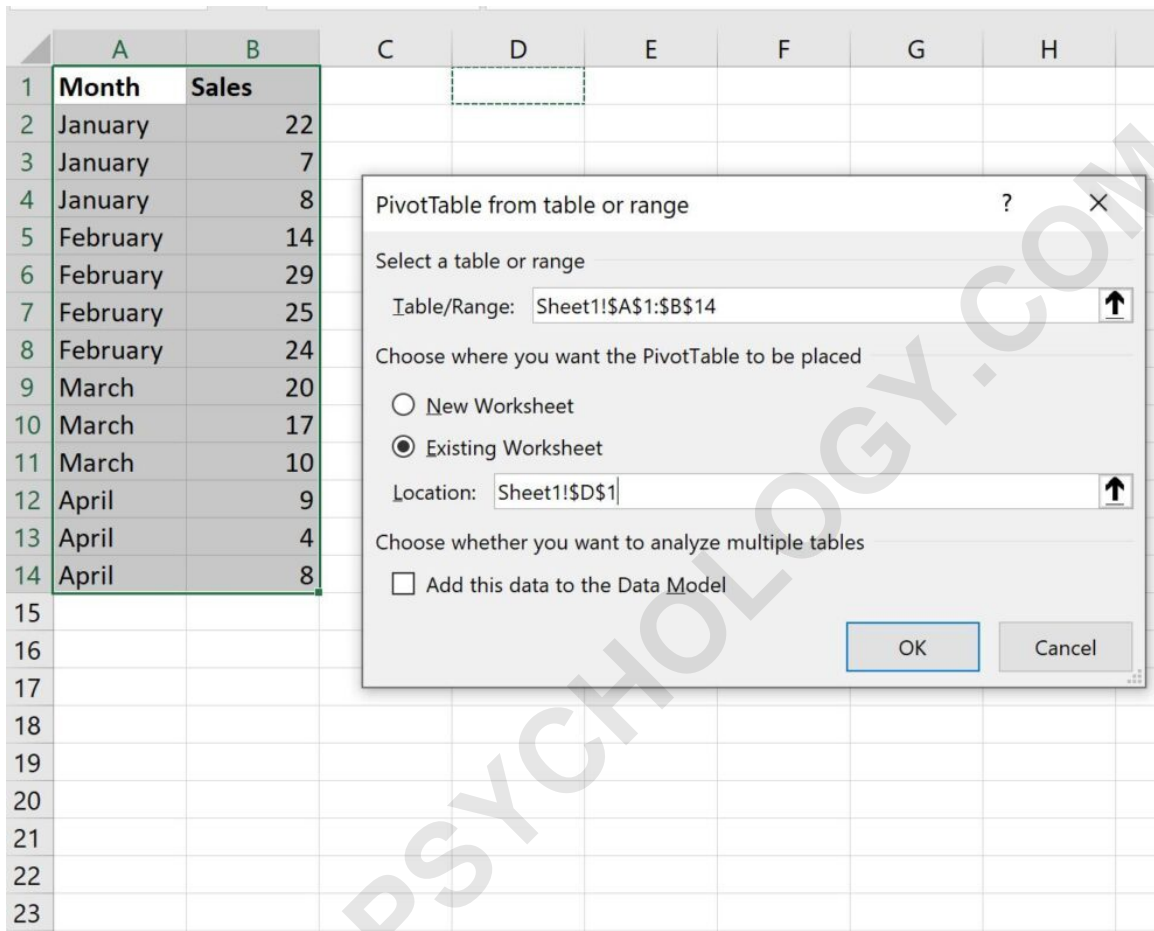 A B C D E F G H
1 Month Sales
2 January 22
3 January 7
4 January 8
5 February 14
6 February 29
7 February 25
8 February 24
9 March 20
10 March 17
11 March 10
12 April 9
13 April 4
14 April 8
15
16
17
18
19
20
21
22
23
PivotTable from table or range ? ×
Select a table or range
Table/Range: Sheet1!$A$1:$B$14
Choose where you want the PivotTable to be placed
New Worksheet
Existing Worksheet
Location: Sheet1!$D$1
Choose whether you want to analyze multiple tables
Add this data to the Data Model
OK Cancel
PSYCHOLOGY.COM